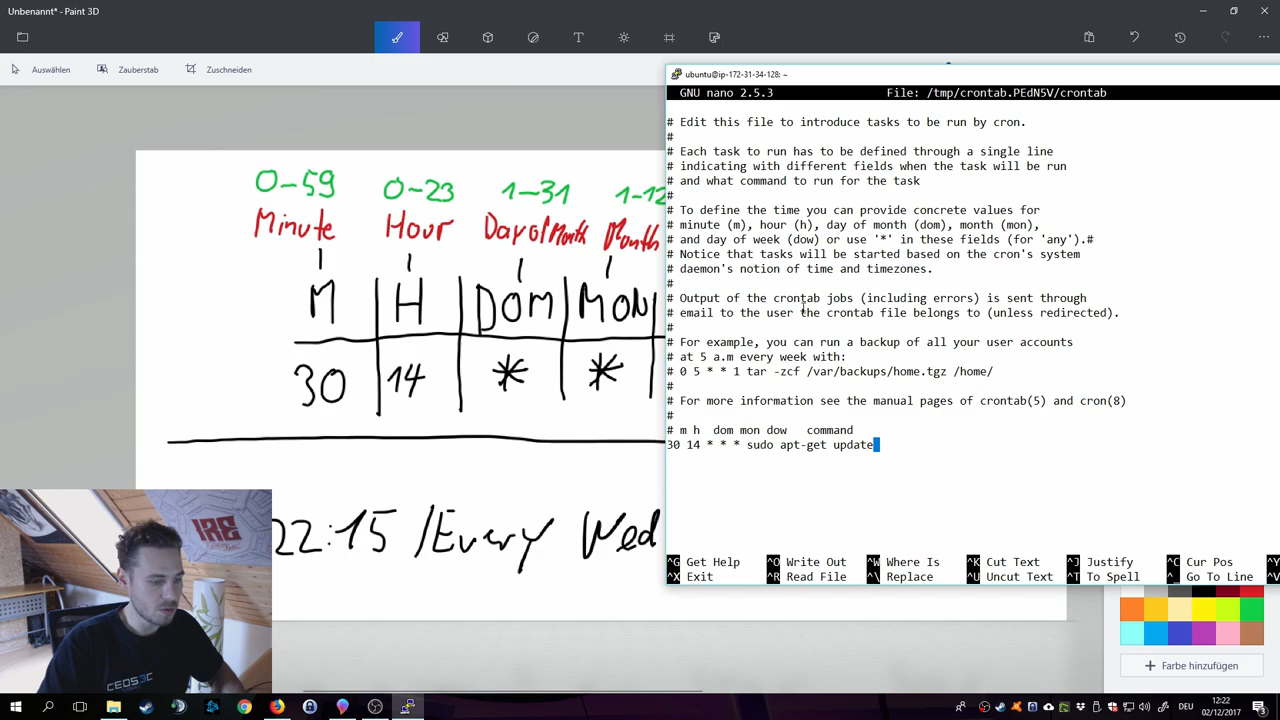 Unbenannt* - Paint 3D
Auswählen
Zauberstab
Zuschneiden
0-59
0-23
1-31
1-12
Minute
Hour
Day of Month
Month
M
H
DOM
MON
30
14
*
*
22:15 / Every Wed
ubuntu@ip-172-31-34-128: ~
GNU nano 2.5.3 File: /tmp/crontab.PEdN5V/crontab
# Edit this file to introduce tasks to be run by cron.
#
# Each task to run has to be defined through a single line
# indicating with different fields when the task will be run
# and what command to run for the task
#
# To define the time you can provide concrete values for
# minute (m), hour (h), day of month (dom), month (mon),
# and day of week (dow) or use '*' in these fields (for 'any').#
# Notice that tasks will be started based on the cron's system
# daemon's notion of time and timezones.
#
# Output of the crontab jobs (including errors) is sent through
# email to the user the crontab file belongs to (unless redirected).
#
# For example, you can run a backup of all your user accounts
# at 5 a.m every week with:
# 0 5 * * 1 tar -zcf /var/backups/home.tgz /home/
#
# For more information see the manual pages of crontab(5) and cron(8)
#
# m h  dom mon dow   command
30 14 * * * sudo apt-get update
^G Get Help ^O Write Out ^W Where Is ^K Cut Text ^J Justify ^C Cur Pos ^Y
^X Exit ^R Read File ^\ Replace ^U Uncut Text ^T To Spell ^_ Go To Line ^V
Farbe hinzufügen
DEU
12:22
02/12/2017
3